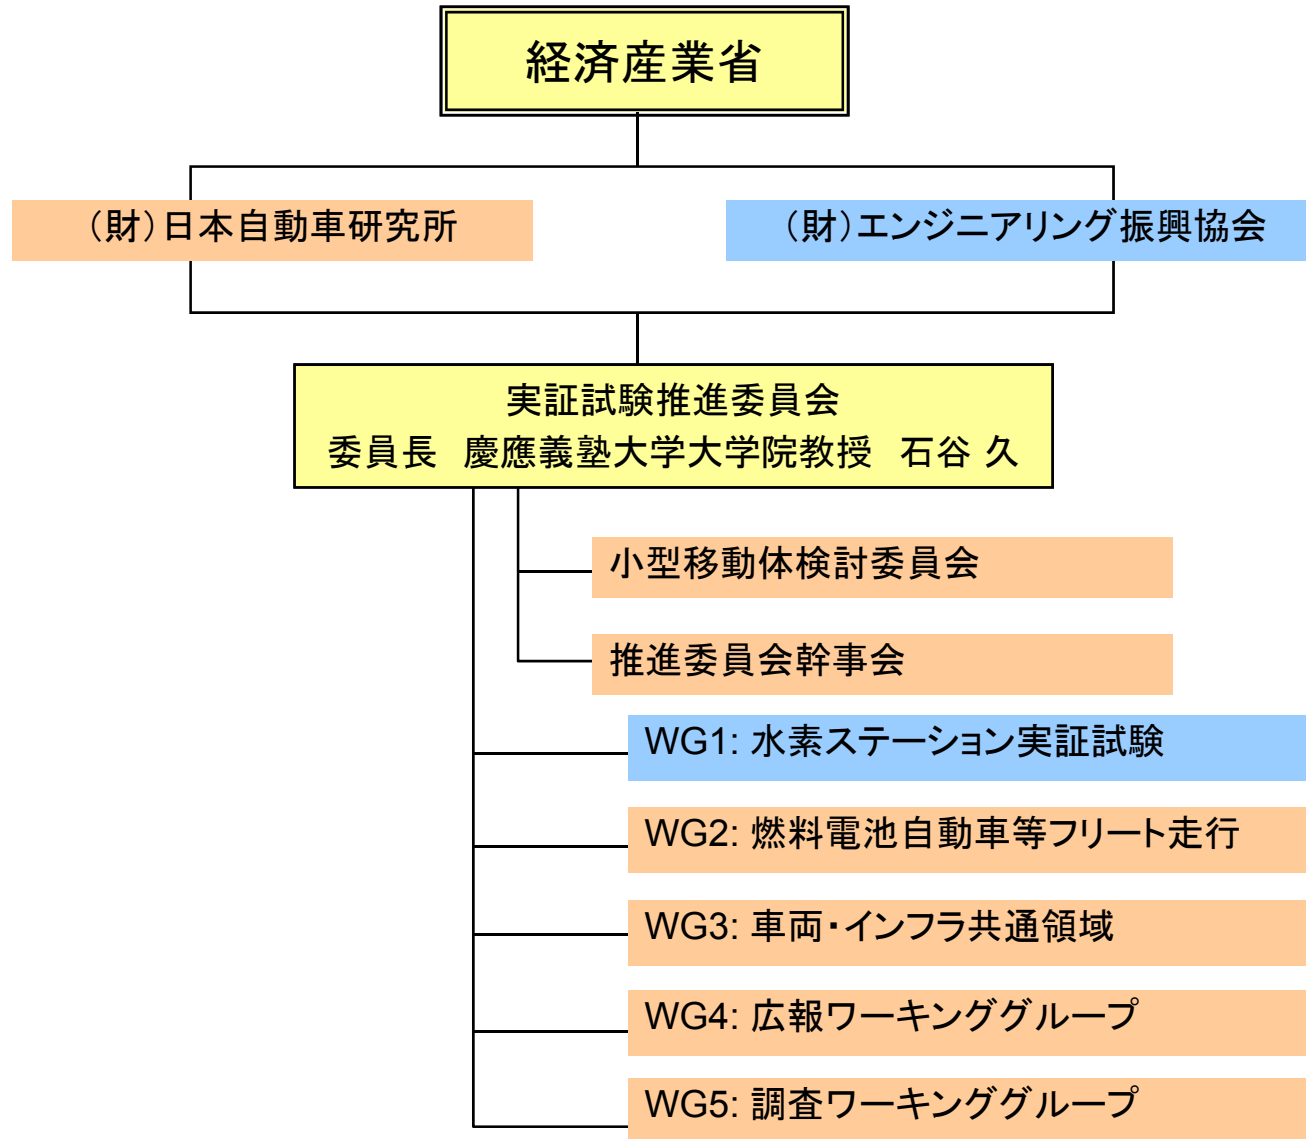 経済産業省
（財）日本自動車研究所
（財）エンジニアリング振興協会
実証試験推進委員会
委員長　慶應義塾大学大学院教授　石谷 久
小型移動体検討委員会
推進委員会幹事会
WG1: 水素ステーション実証試験
WG2: 燃料電池自動車等フリート走行
WG3: 車両・インフラ共通領域
WG4: 広報ワーキンググループ
WG5: 調査ワーキンググループ